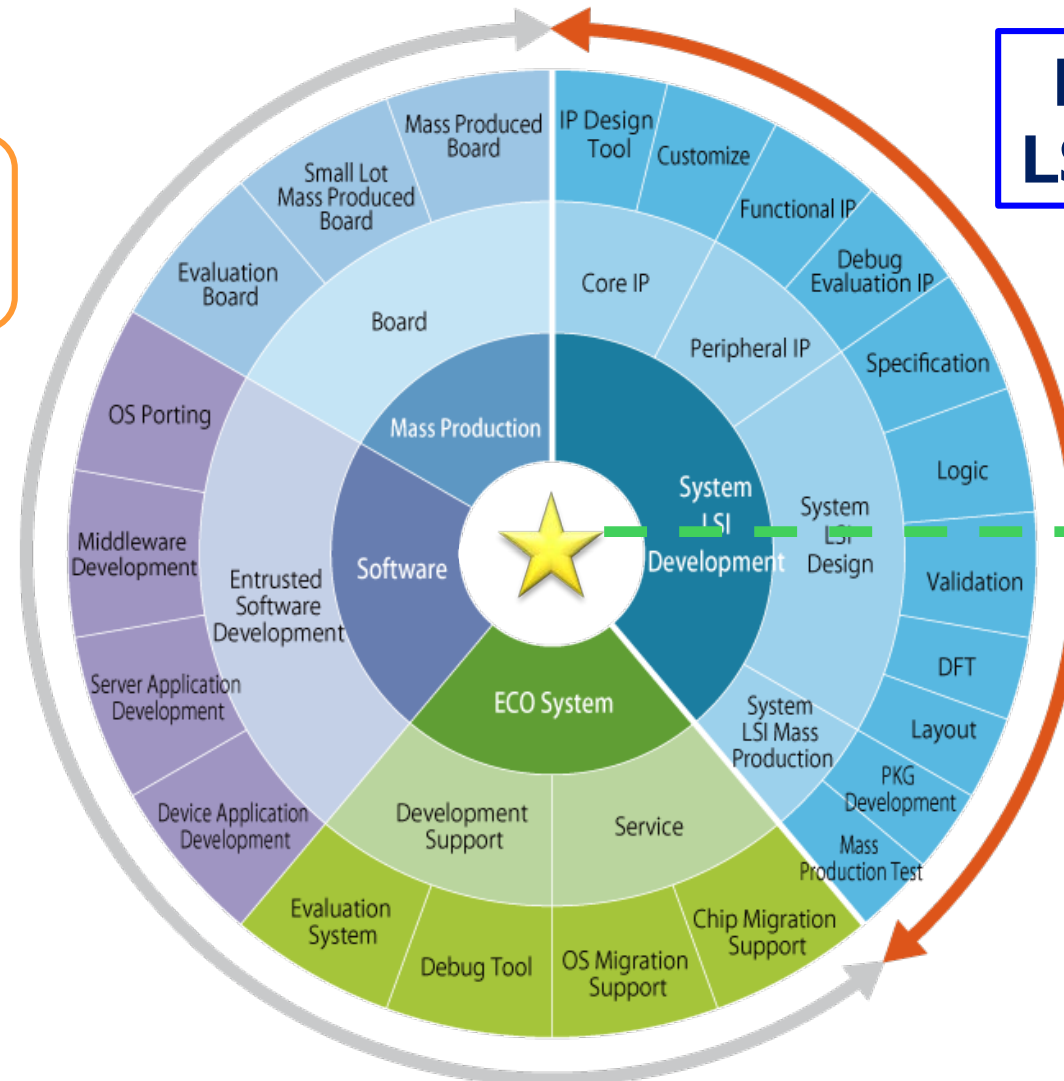 Mass Produced
Board
IP Design
Tool
Customize
Functional IP
Debug
Evaluation IP
Specification
Logic
Validation
DFT
Layout
PKG
Development
Mass
Production Test
Chip Migration
Support
OS Migration
Support
Debug Tool
Evaluation
System
Device Application
Development
Server Application
Development
Middleware
Development
OS Porting
Evaluation
Board
Small Lot
Mass Produced
Board
Board
Core IP
Peripheral IP
System
LSI
Design
System
LSI Mass
Production
Service
Development
Support
Entrusted
Software
Development
Mass Production
System
LSI
Development
ECO System
Software